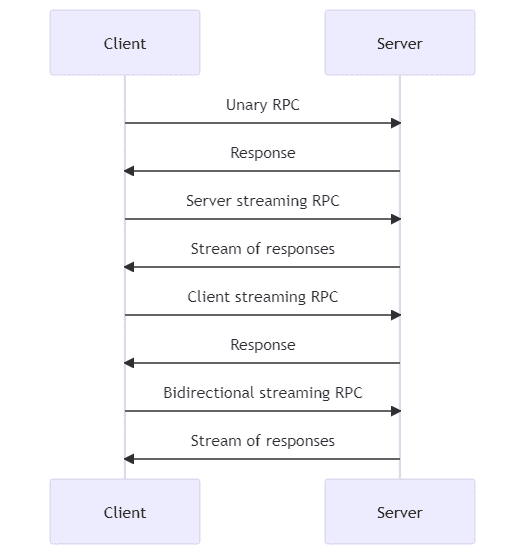 Client
Server
Unary RPC
Response
Server streaming RPC
Stream of responses
Client streaming RPC
Response
Bidirectional streaming RPC
Stream of responses
Client
Server